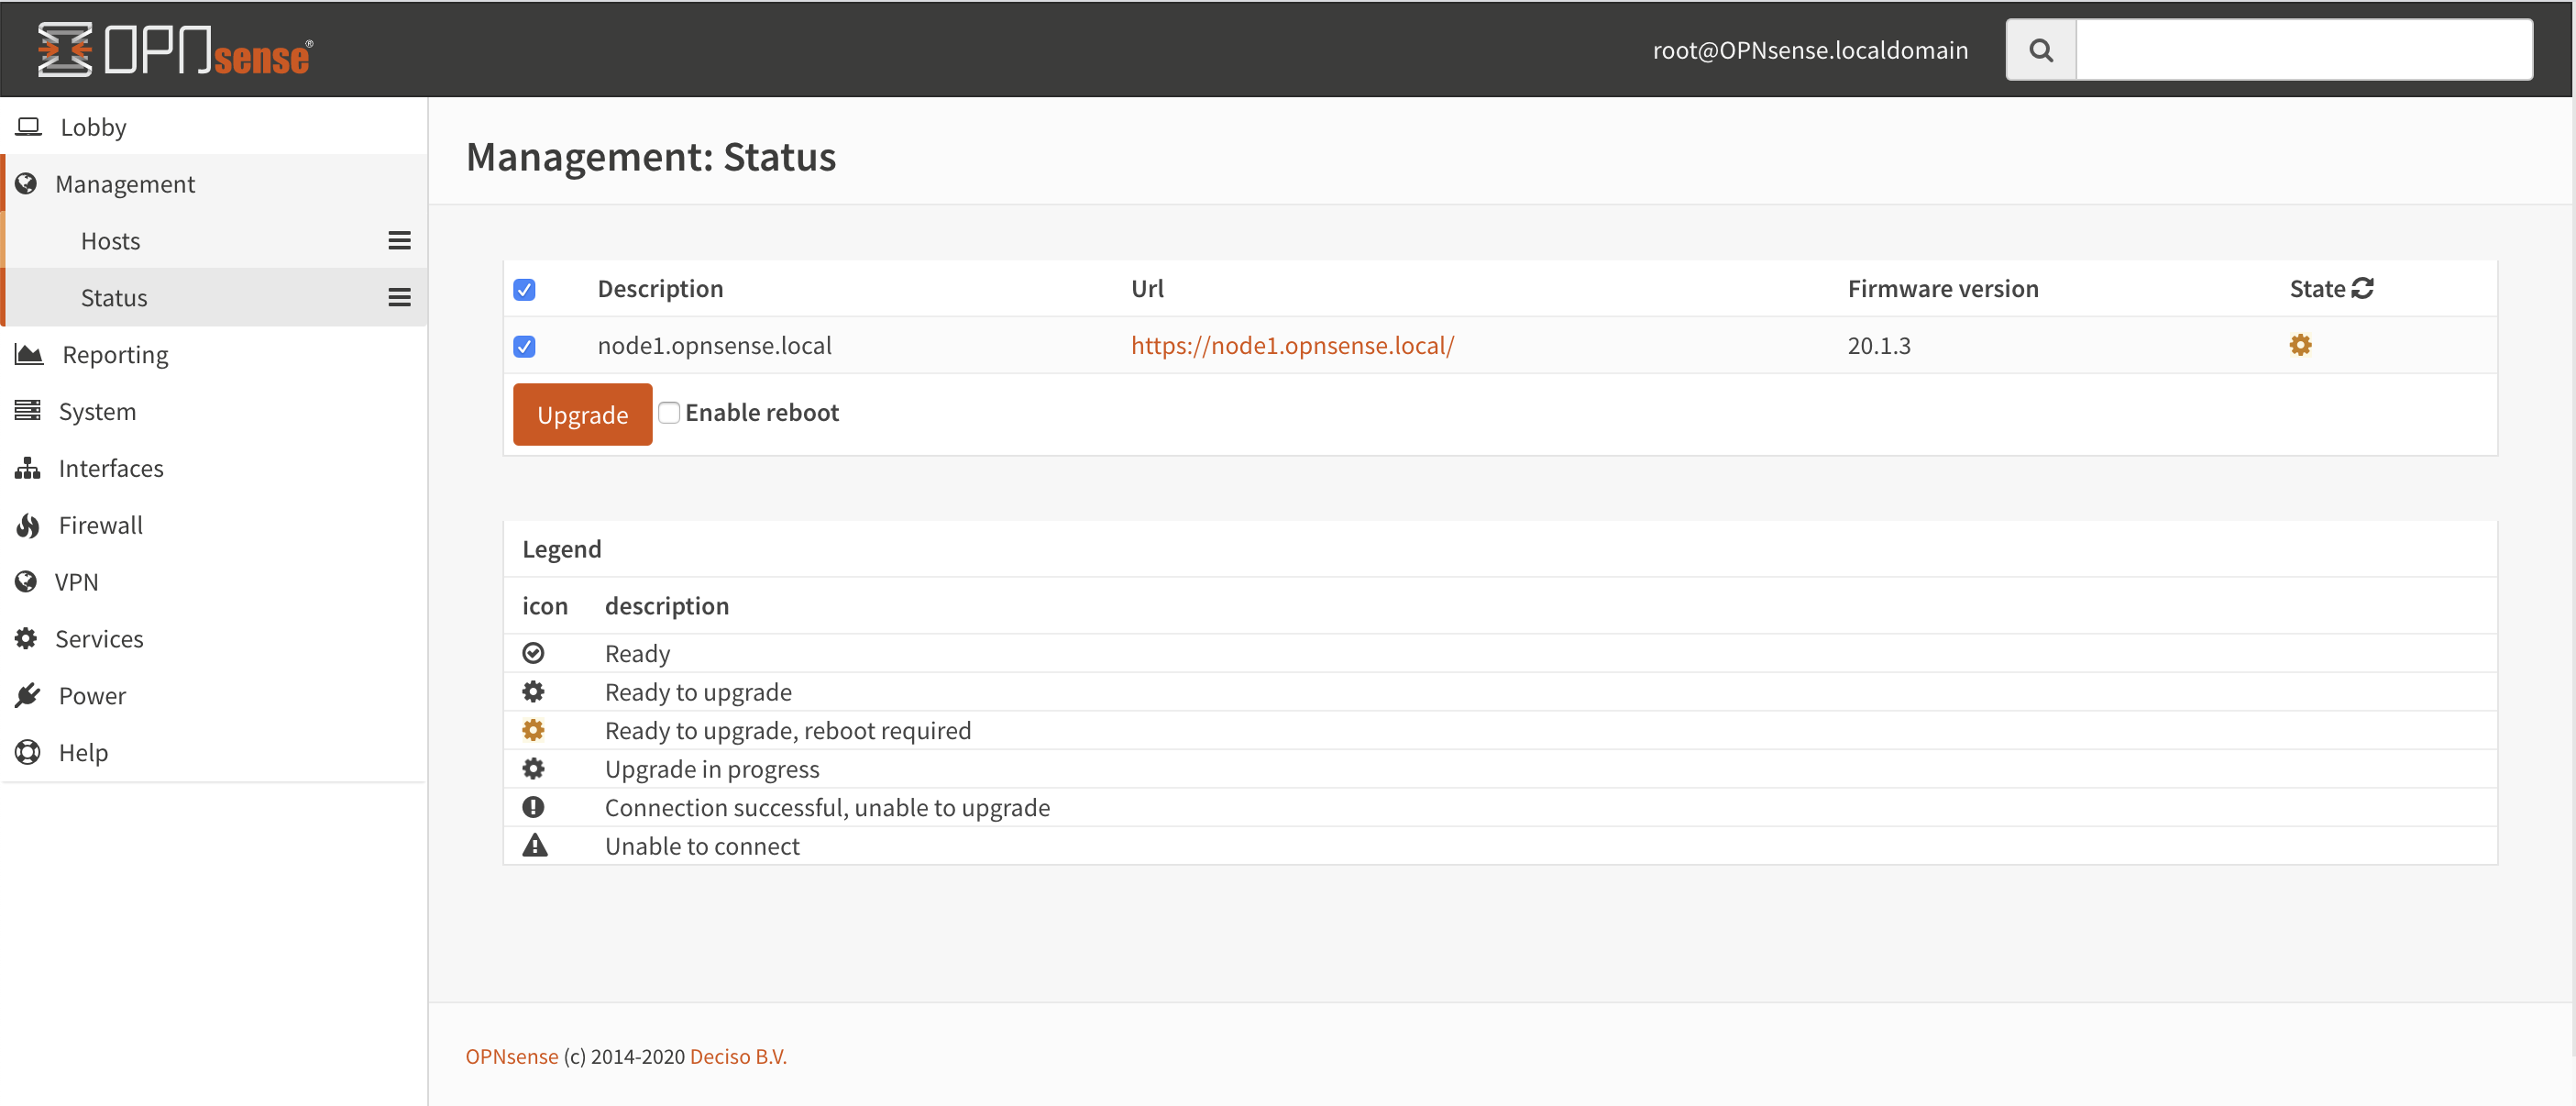 OPNsense®
root@OPNsense.localdomain
Lobby
Management
Hosts
Status
Reporting
System
Interfaces
Firewall
VPN
Services
Power
Help
Management: Status
Description Url Firmware version State
node1.opnsense.local https://node1.opnsense.local/ 20.1.3
Upgrade Enable reboot
Legend
icon description
Ready
Ready to upgrade
Ready to upgrade, reboot required
Upgrade in progress
Connection successful, unable to upgrade
Unable to connect
OPNsense (c) 2014-2020 Deciso B.V.